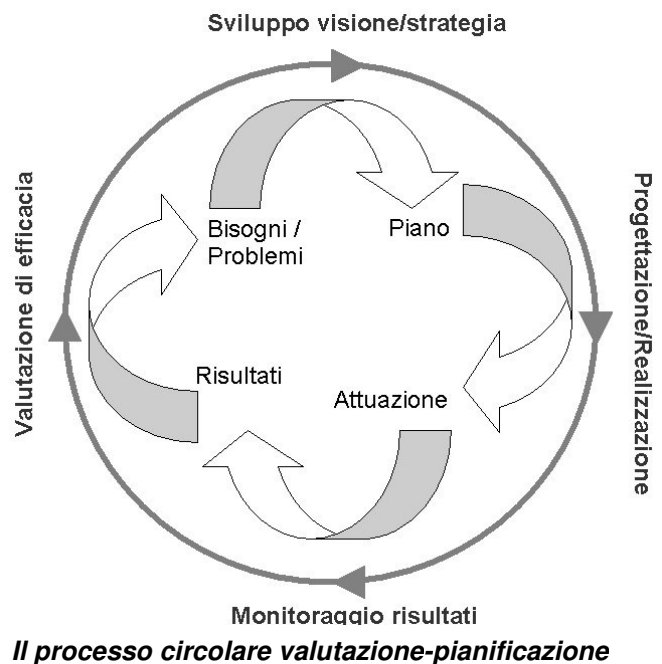 Sviluppo visione/strategia
Valutazione di efficacia
Progettazione/Realizzazione
Bisogni /
Problemi
Piano
Risultati
Attuazione
Monitoraggio risultati
Il processo circolare valutazione-pianificazione